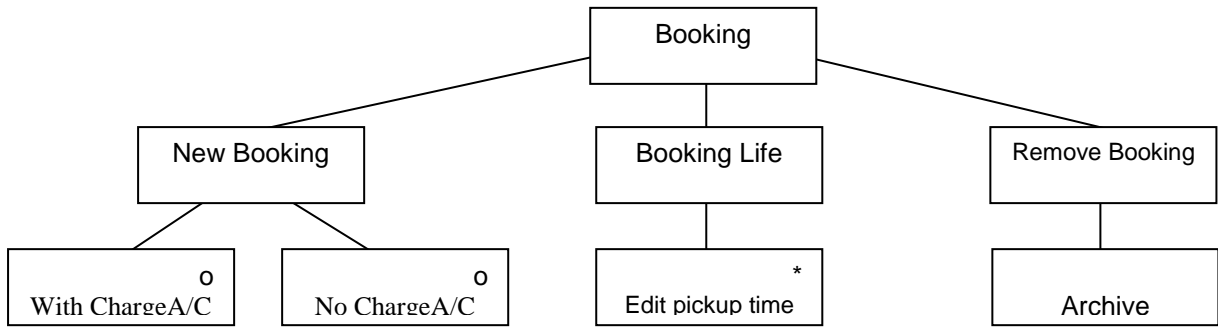 Booking
New Booking
Booking Life
Remove Booking
o
With ChargeA/C
o
No ChargeA/C
*
Edit pickup time
Archive